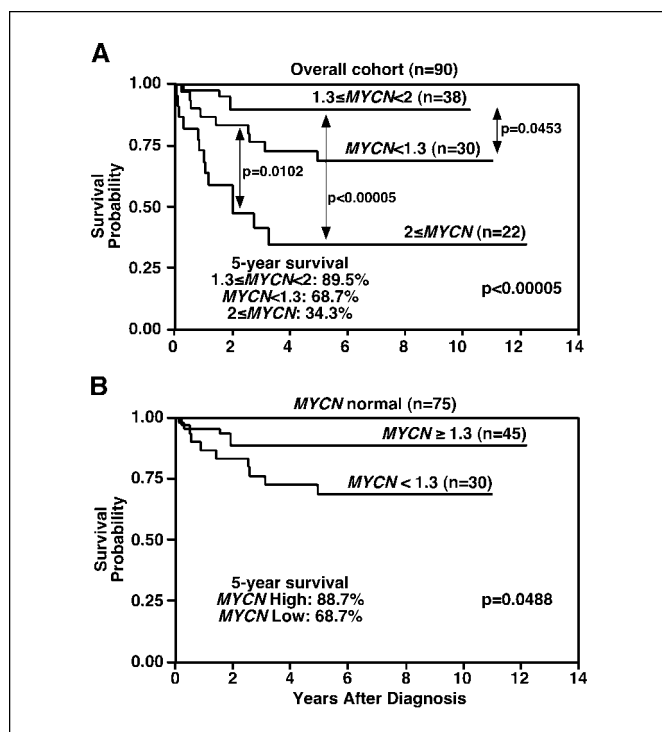 A
Overall cohort (n=90)
1.00
0.75
0.50
0.25
0.00
Survival
Probability
1.3≤MYCN<2 (n=38)
p=0.0453
MYCN<1.3 (n=30)
p=0.0102
p<0.00005
2≤MYCN (n=22)
5-year survival
1.3≤MYCN<2: 89.5%
MYCN<1.3: 68.7%
2≤MYCN: 34.3%
p<0.00005
0 2 4 6 8 10 12 14
B
MYCN normal (n=75)
1.00
0.75
0.50
0.25
0.00
Survival
Probability
MYCN ≥ 1.3 (n=45)
MYCN < 1.3 (n=30)
5-year survival
MYCN High: 88.7%
MYCN Low: 68.7%
p=0.0488
0 2 4 6 8 10 12 14
Years After Diagnosis